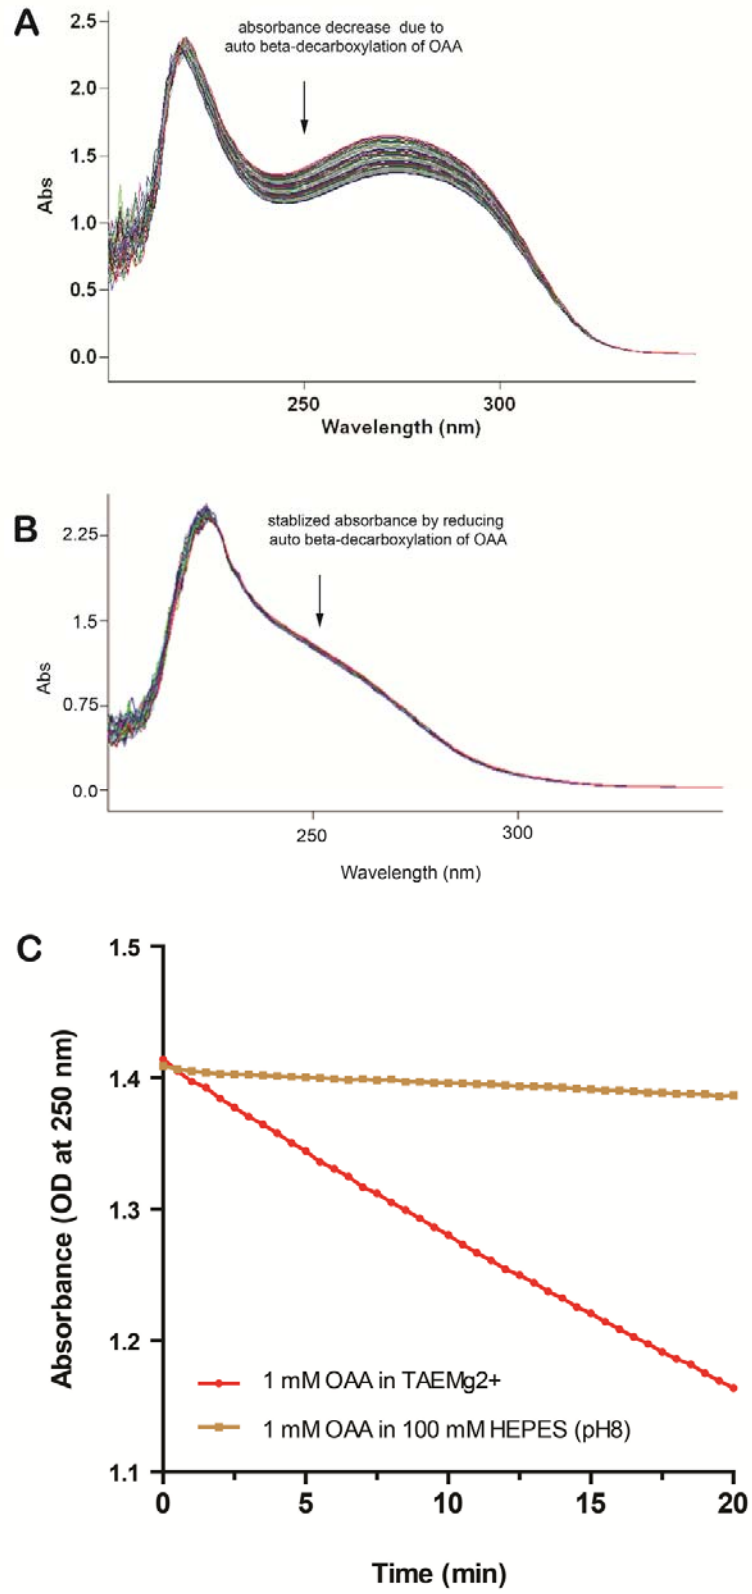 A
absorbance decrease due to
auto beta-decarboxylation of OAA
2.5
2.0
1.5
1.0
0.5
0.0
Abs
250
300
Wavelength (nm)
B
stablized absorbance by reducing
auto beta-decarboxylation of OAA
2.25
1.5
0.75
0.0
Abs
250
300
Wavelength (nm)
C
1.5
1.4
1.3
1.2
1.1
Absorbance (OD at 250 nm)
1 mM OAA in TAEMg2+
1 mM OAA in 100 mM HEPES (pH8)
0
5
10
15
20
Time (min)